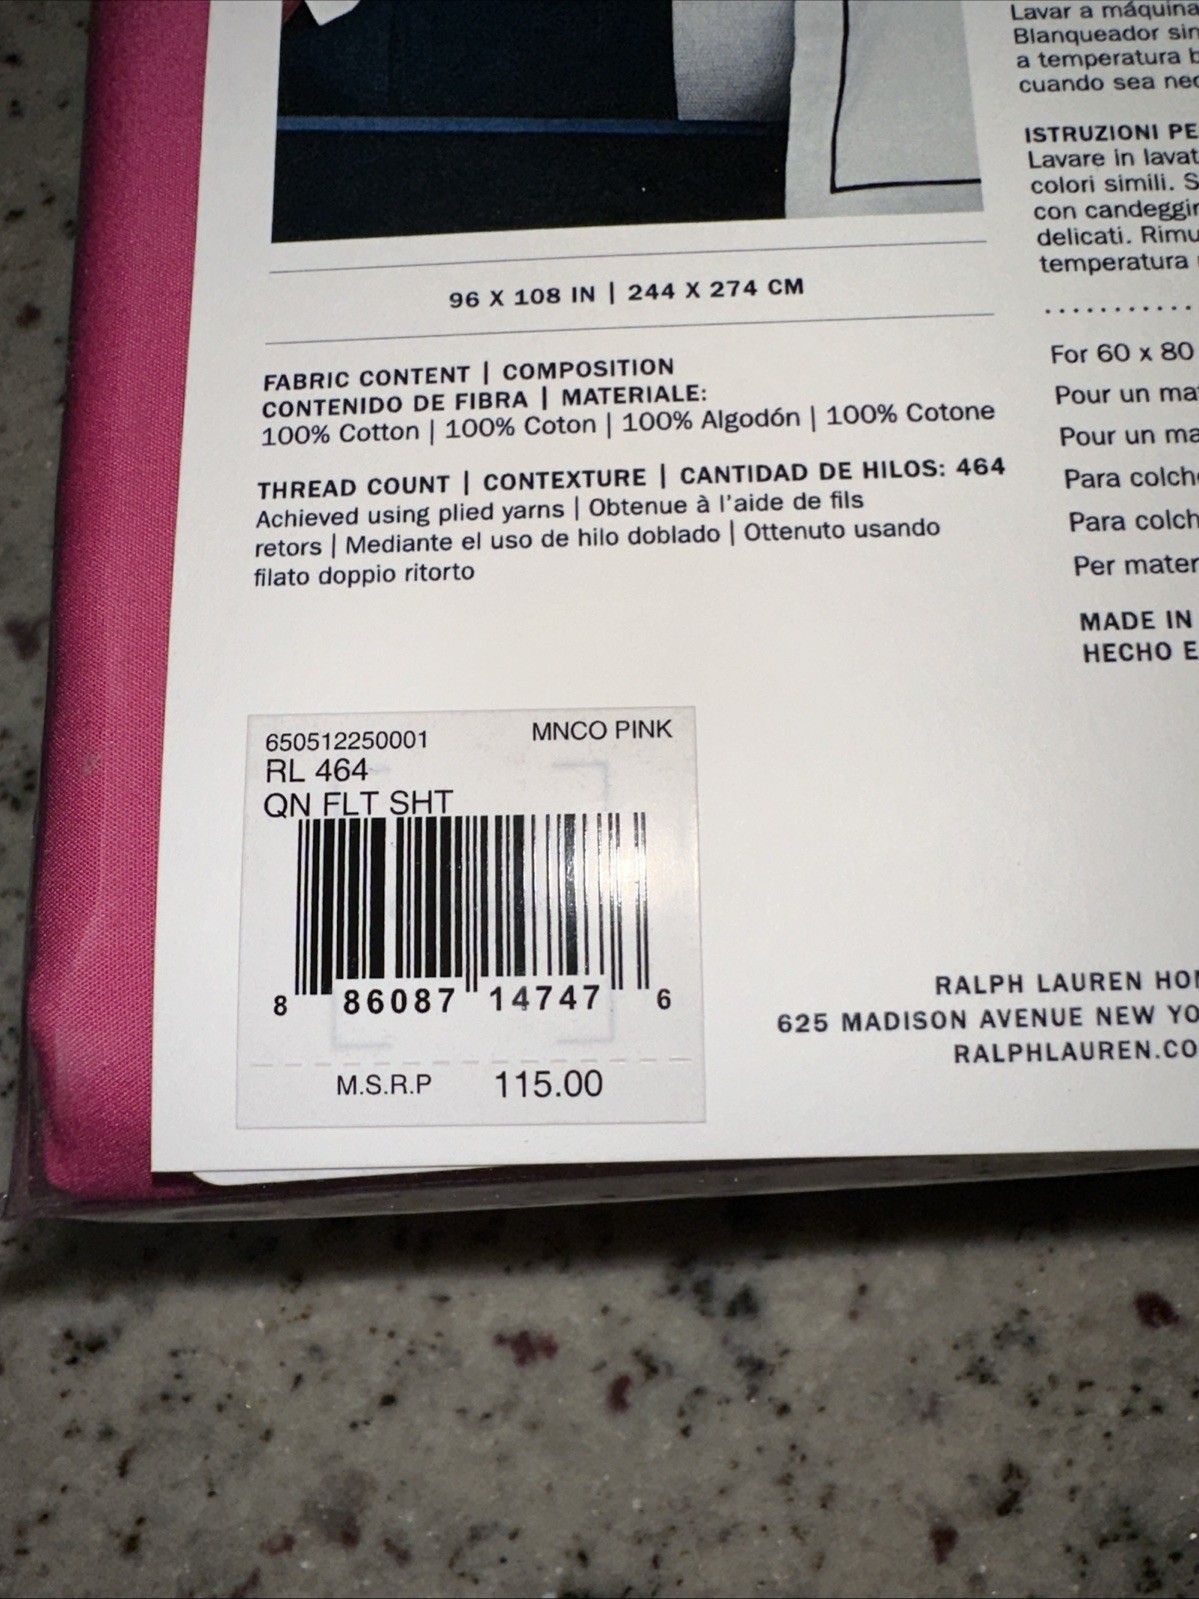 Lavar a máquina
Blanqueador sin
a temperatura b
cuando sea nec
ISTRUZIONI PE
Lavare in lavat
colori simili. S
con candeggin
delicati. Rimu
temperatura
96 X 108 IN | 244 X 274 CM
FABRIC CONTENT | COMPOSITION
CONTENIDO DE FIBRA | MATERIALE:
100% Cotton | 100% Coton | 100% Algodón | 100% Cotone
THREAD COUNT | CONTEXTURE | CANTIDAD DE HILOS: 464
Achieved using plied yarns | Obtenue à l'aide de fils
retors | Mediante el uso de hilo doblado | Ottenuto usando
filato doppio ritorto
For 60 x 80
Pour un ma
Pour un ma
Para colch
Para colch
Per mater
MADE IN
HECHO E
650512250001 MNCO PINK
RL 464
QN FLT SHT
8 86087 14747 6
M.S.R.P 115.00
RALPH LAUREN HO
625 MADISON AVENUE NEW YO
RALPHLAUREN.CO